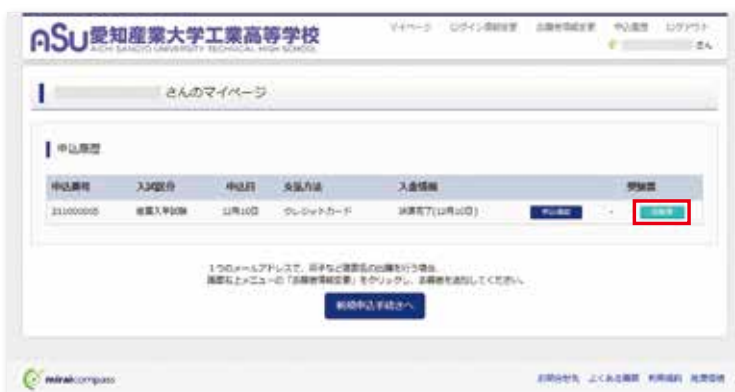 ASU愛知産業大学工業高等学校
マイページ ログイン情報変更 志願者情報変更 申込履歴 ログアウト
AICHI SANGYO UNIVERSITY TECHNICAL HIGH SCHOOL
さん
さんのマイページ
申込履歴
申込番号 入試区分 申込日 支払方法 入金情報 受験票
211000005 推薦入学試験 12月10日 クレジットカード 決済完了(12月10日) 申込確認 - 受験票
1つのメールアドレスで、双子など複数名の出願を行う場合、
画面右上メニューの「志願者情報変更」をクリックし、志願者を追加してください。
新規申込手続きへ
miraicompass
お問合せ先 よくある質問 利用規約 推奨環境